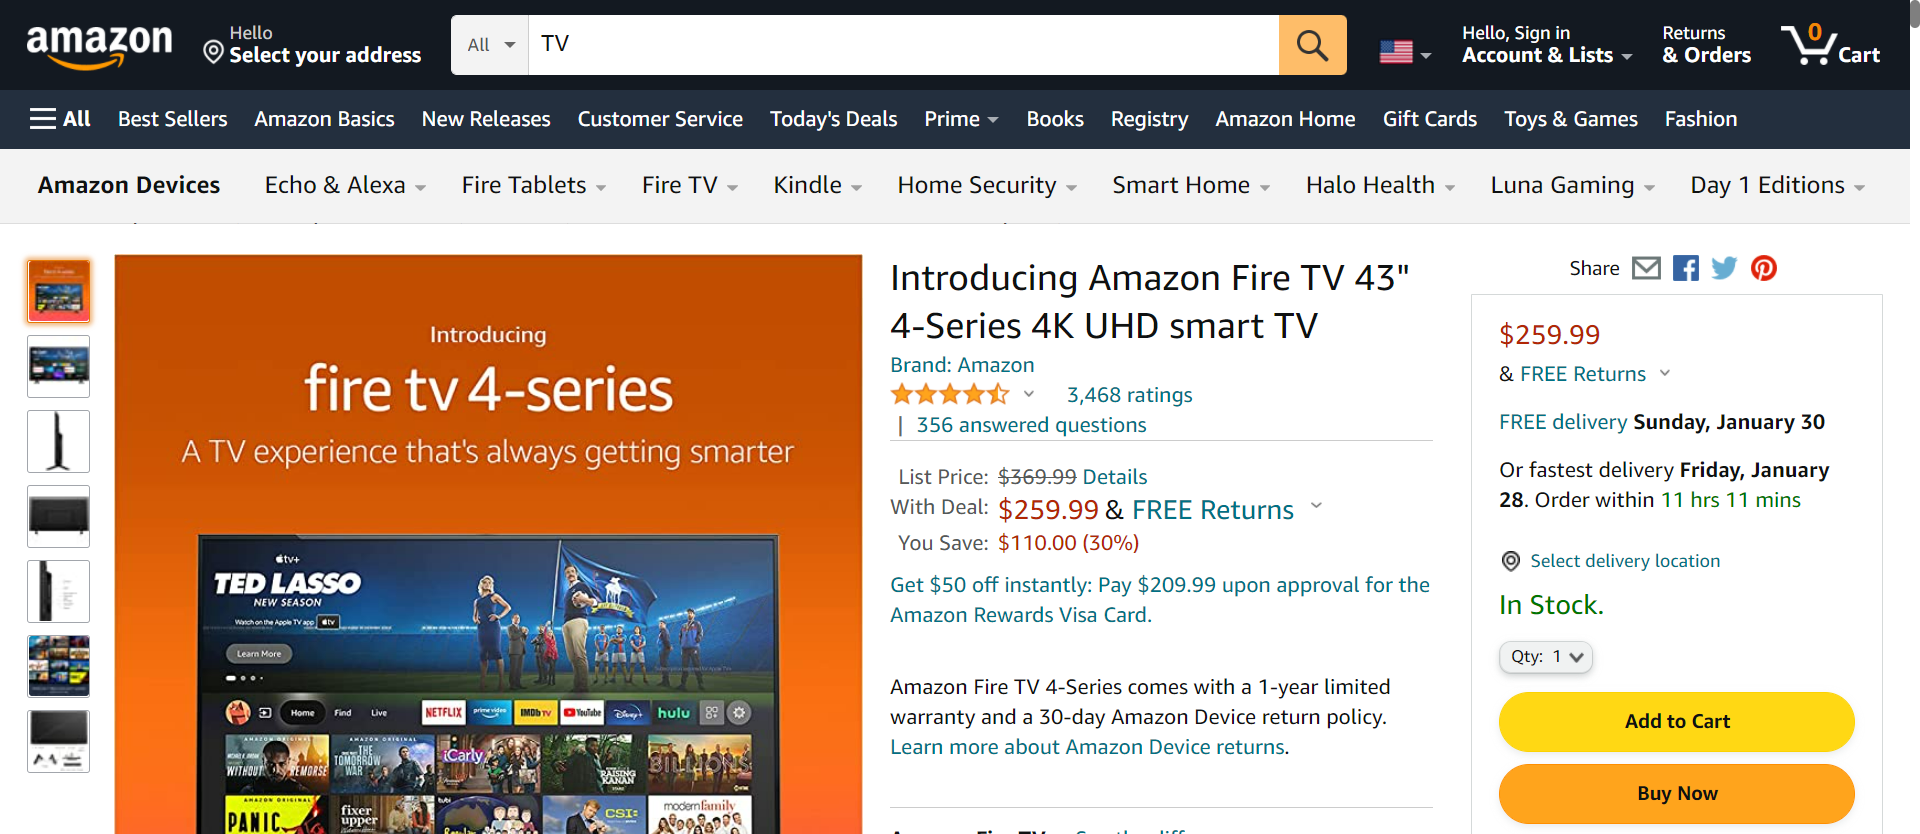 amazon
Hello
Select your address
All
TV
Hello, Sign in
Account & Lists
Returns
& Orders
0
Cart
All
Best Sellers
Amazon Basics
New Releases
Customer Service
Today's Deals
Prime
Books
Registry
Amazon Home
Gift Cards
Toys & Games
Fashion
Amazon Devices
Echo & Alexa
Fire Tablets
Fire TV
Kindle
Home Security
Smart Home
Halo Health
Luna Gaming
Day 1 Editions
Introducing
fire tv 4-series
A TV experience that's always getting smarter
tv+
TED LASSO
NEW SEASON
Watch on the Apple TV app
tv
Learn More
Home
Find
Live
NETFLIX
prime video
IMDb TV
YouTube
Disney+
hulu
WITHOUT REMORSE
AMAZON ORIGINAL
THE TOMORROW WAR
iCarly
RAISING KANAN
BILLIONS
AMAZON ORIGINAL
PANIC
fixer upper
tubi
CSI:
modern family
Introducing Amazon Fire TV 43"
4-Series 4K UHD smart TV
Brand: Amazon
3,468 ratings
| 356 answered questions
List Price: $369.99 Details
With Deal: $259.99 & FREE Returns
You Save: $110.00 (30%)
Get $50 off instantly: Pay $209.99 upon approval for the
Amazon Rewards Visa Card.
Amazon Fire TV 4-Series comes with a 1-year limited
warranty and a 30-day Amazon Device return policy.
Learn more about Amazon Device returns.
Share
$259.99
& FREE Returns
FREE delivery Sunday, January 30
Or fastest delivery Friday, January
28. Order within 11 hrs 11 mins
Select delivery location
In Stock.
Qty: 1
Add to Cart
Buy Now